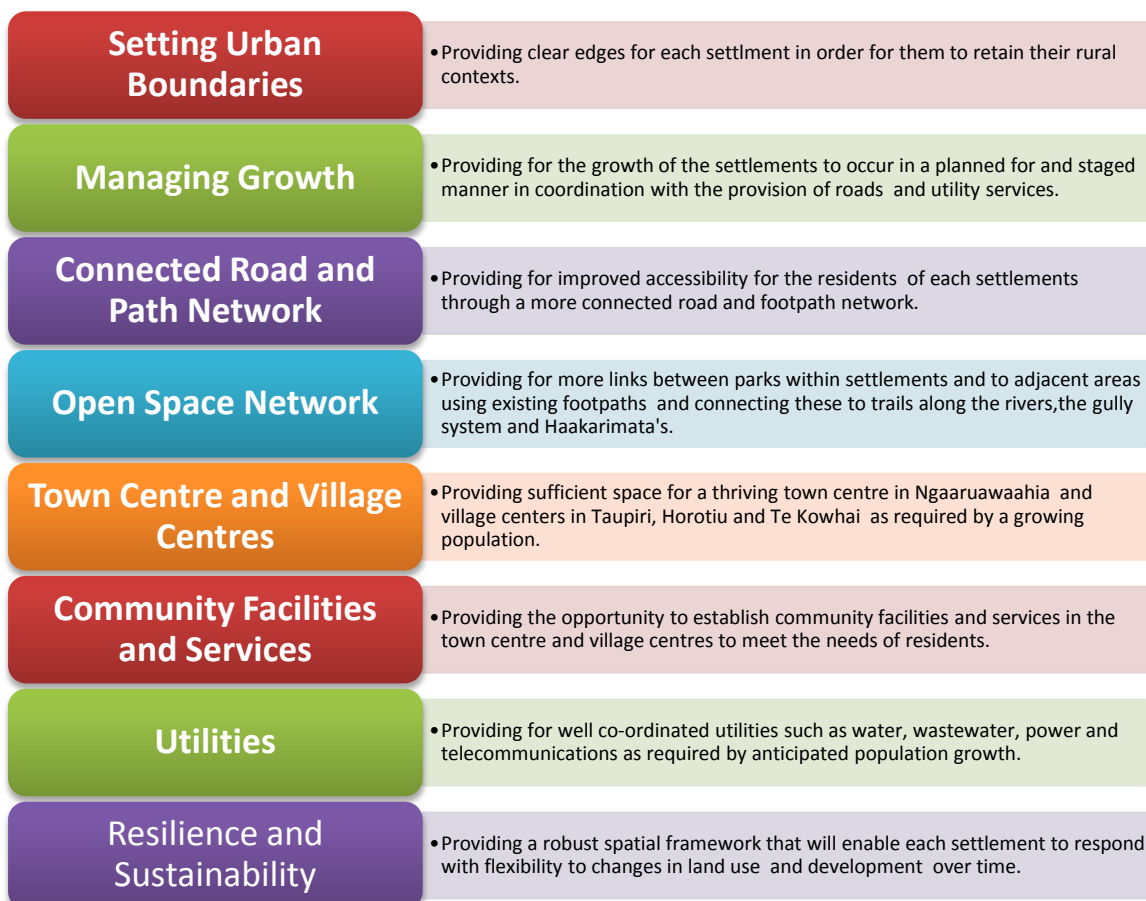 Setting Urban
Boundaries
•Providing clear edges for each settlment in order for them to retain their rural
contexts.
Managing Growth
•Providing for the growth of the settlements to occur in a planned for and staged
manner in coordination with the provision of roads and utility services.
Connected Road and
Path Network
•Providing for improved accessibility for the residents of each settlements
through a more connected road and footpath network.
Open Space Network
•Providing for more links between parks within settlements and to adjacent areas
using existing footpaths and connecting these to trails along the rivers,the gully
system and Haakarimata's.
Town Centre and Village
Centres
•Providing sufficient space for a thriving town centre in Ngaaruawaahia and
village centers in Taupiri, Horotiu and Te Kowhai as required by a growing
population.
Community Facilities
and Services
•Providing the opportunity to establish community facilities and services in the
town centre and village centres to meet the needs of residents.
Utilities
•Providing for well co-ordinated utilities such as water, wastewater, power and
telecommunications as required by anticipated population growth.
Resilience and
Sustainability
•Providing a robust spatial framework that will enable each settlement to respond
with flexibility to changes in land use and development over time.